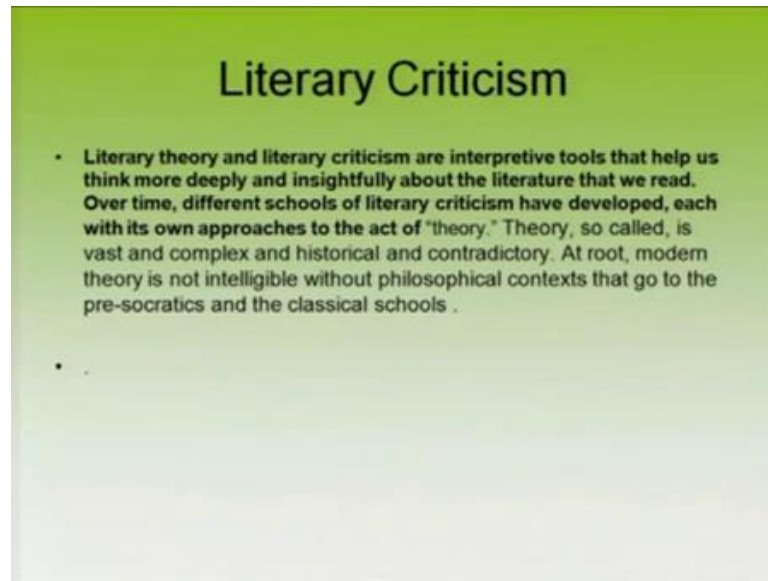 Literary Criticism
• Literary theory and literary criticism are interpretive tools that help us
think more deeply and insightfully about the literature that we read.
Over time, different schools of literary criticism have developed, each
with its own approaches to the act of “theory.” Theory, so called, is
vast and complex and historical and contradictory. At root, modern
theory is not intelligible without philosophical contexts that go to the
pre-socratics and the classical schools .
• .